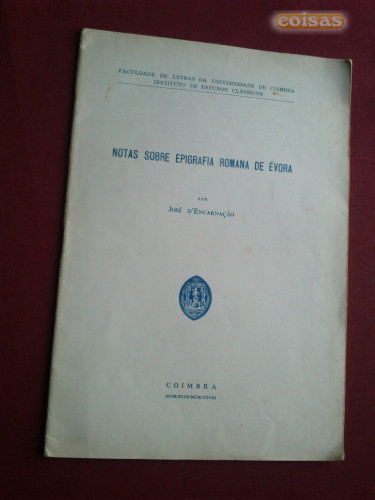 coisas
FACULDADE DE LETRAS DA UNIVERSIDADE DE COIMBRA
INSTITUTO DE ESTUDOS CLÁSSICOS
NOTAS SOBRE EPIGRAFIA ROMANA DE ÉVORA
POR
JOSÉ D'ENCARNAÇÃO
COIMBRA